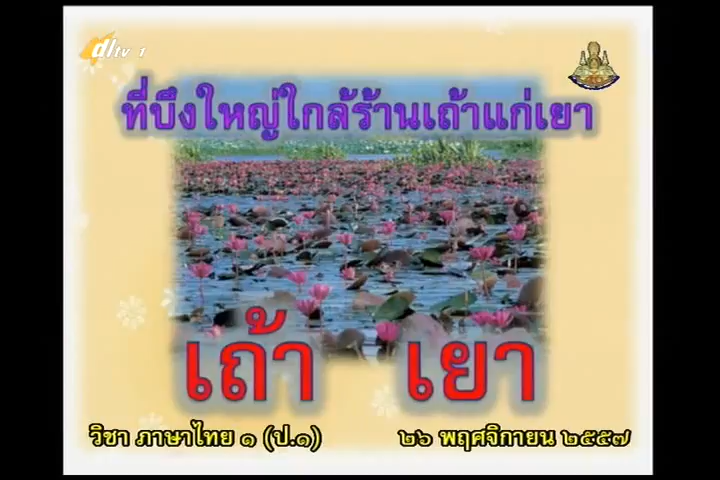 dltv 1
ที่บึงใหญ่ใกล้ร้านเถ้าแก่เยา
เถ้า เยา
วิชา ภาษาไทย ๑ (ป.๑) ๒๖ พฤศจิกายน ๒๕๕๗